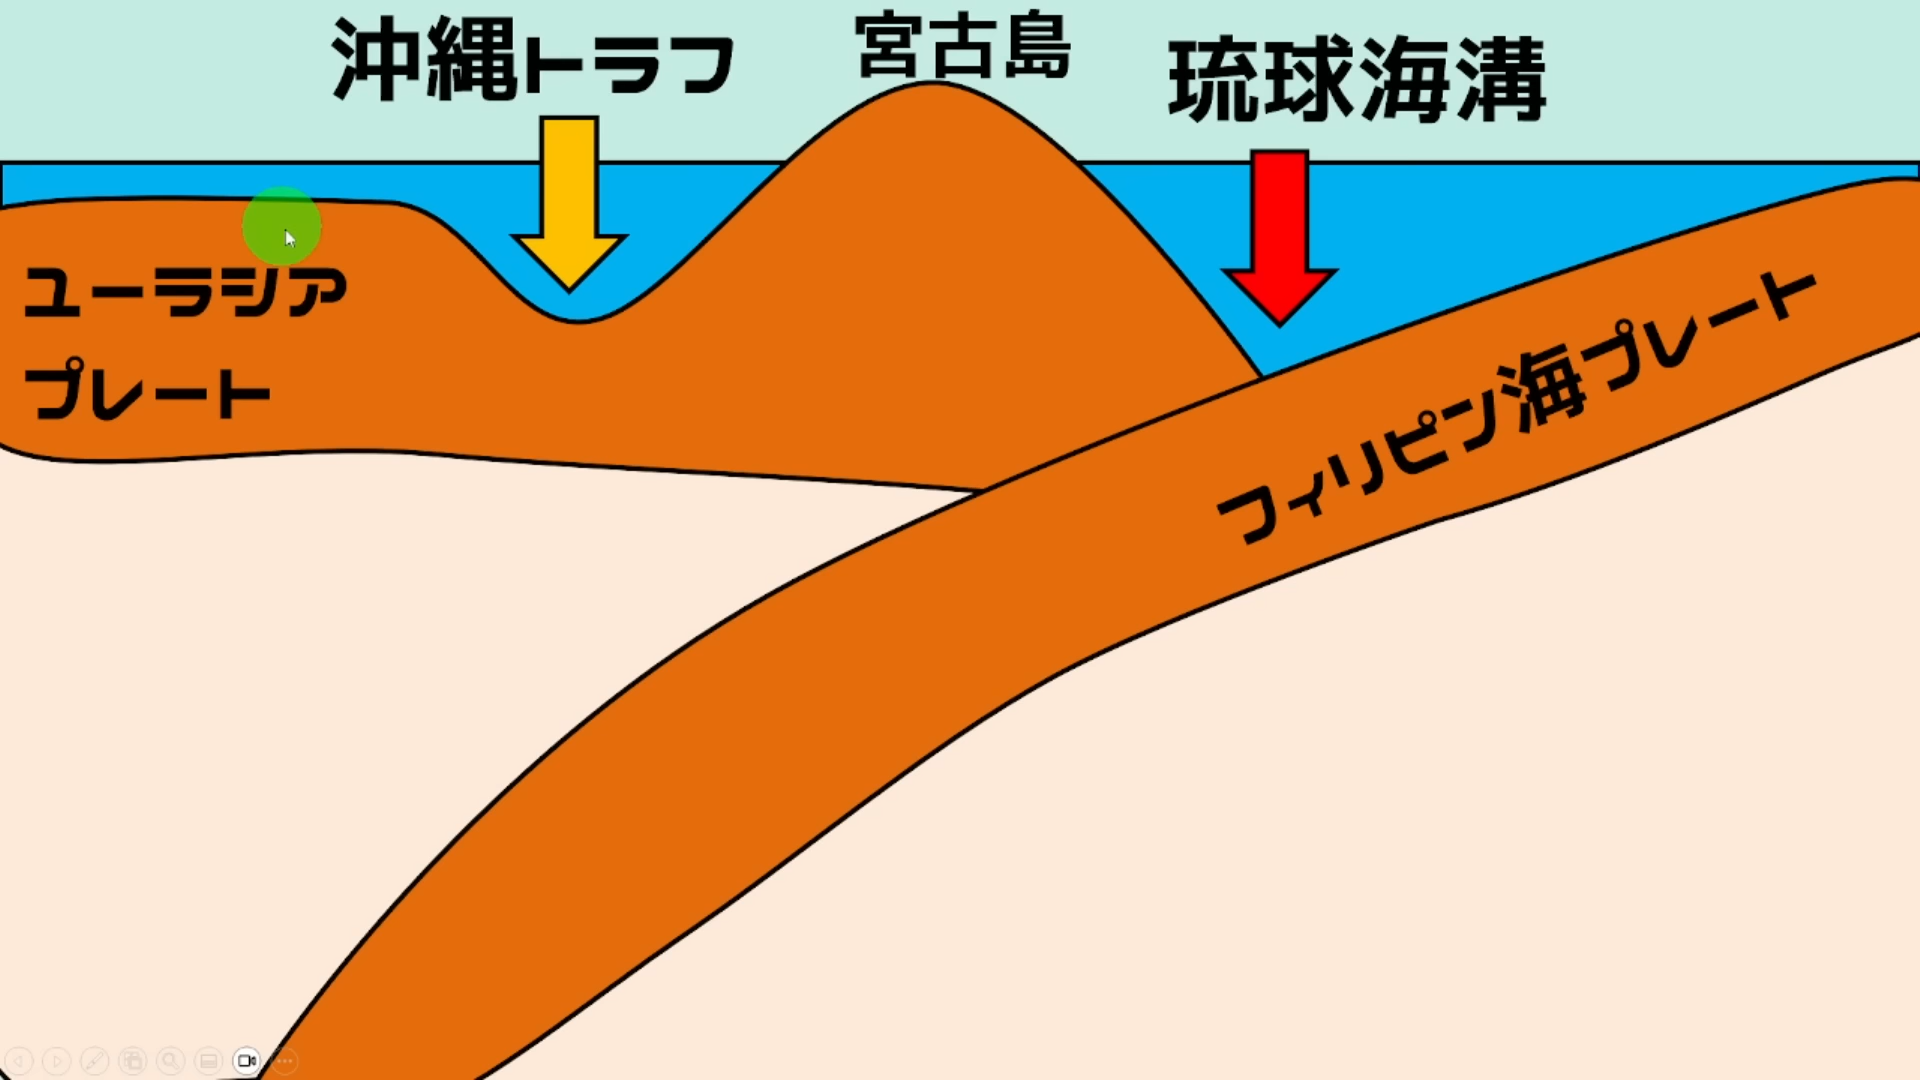 沖縄トラフ
宮古島
琉球海溝
ユーラシア
プレート
フィリピン海プレート